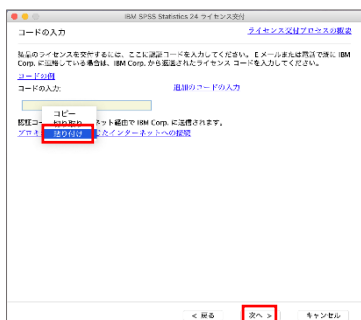 IBM SPSS Statistics 24 ライセンス交付
コードの入力
ライセンス交付プロセスの概要
製品のライセンスを交付するには、ここに認証コードを入力してください。 E メールまたは電話で既に IBM
Corp. に連絡している場合は、IBM Corp. から返送されたライセンス コードを入力してください。
コードの例
コードの入力:
追加のコードの入力
コピー
切り取り
貼り付け
認証コー
ネット経由で IBM Corp. に送信されます。
プロキ
じたインターネットへの接続
< 戻る
次へ >
キャンセル